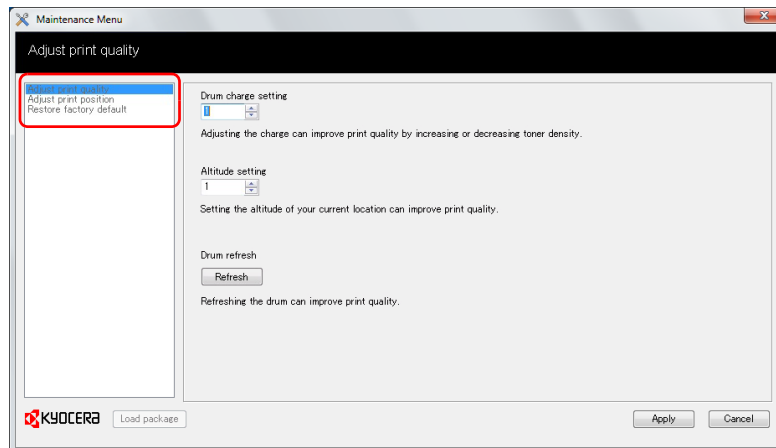 Maintenance Menu
Adjust print quality
Adjust print quality
Adjust print position
Restore factory default
Drum charge setting
1
Adjusting the charge can improve print quality by increasing or decreasing toner density.
Altitude setting
1
Setting the altitude of your current location can improve print quality.
Drum refresh
Refresh
Refreshing the drum can improve print quality.
KYOCERA Load package Apply Cancel